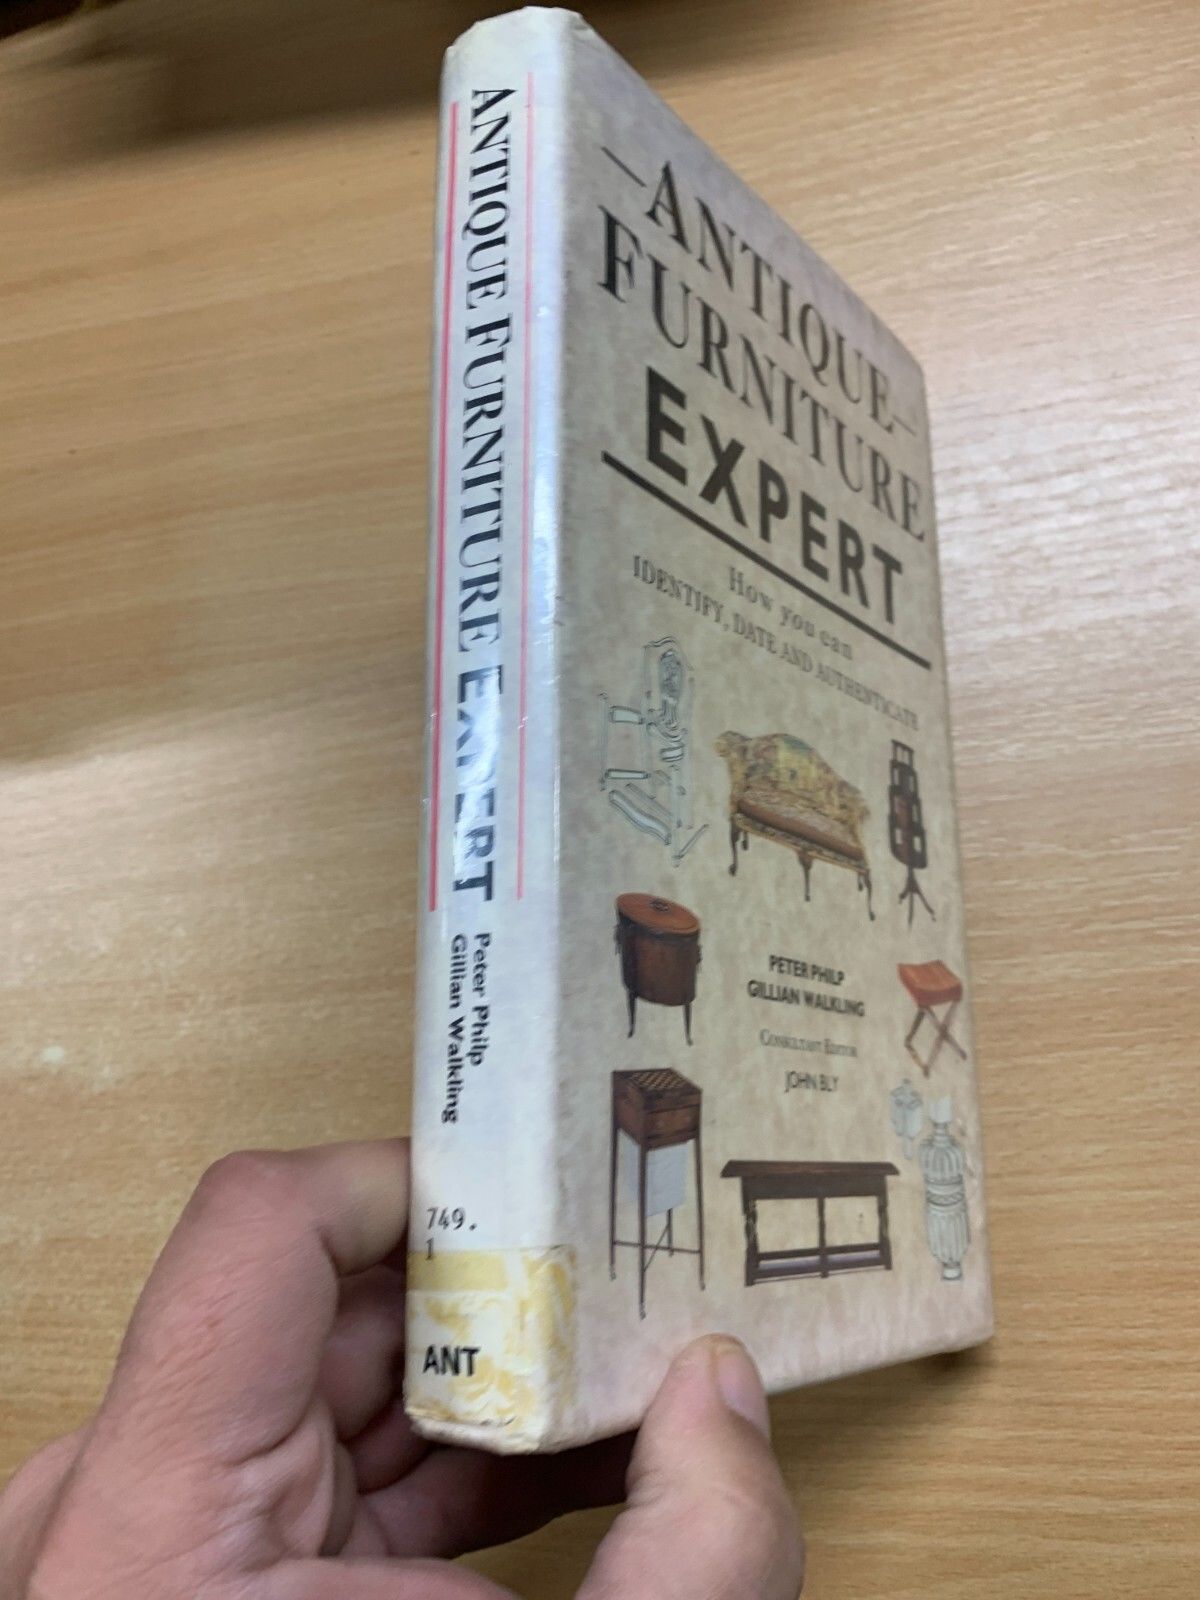 ANTIQUE FURNITURE EXPERT
Peter Philp
Gillian Walkling
749.
1
ANT
—ANTIQUE—
FURNITURE
EXPERT
How you can
IDENTIFY, DATE AND AUTHENTICATE
PETER PHILP
GILLIAN WALKLING
CONSULTANT EDITOR
JOHN BLY